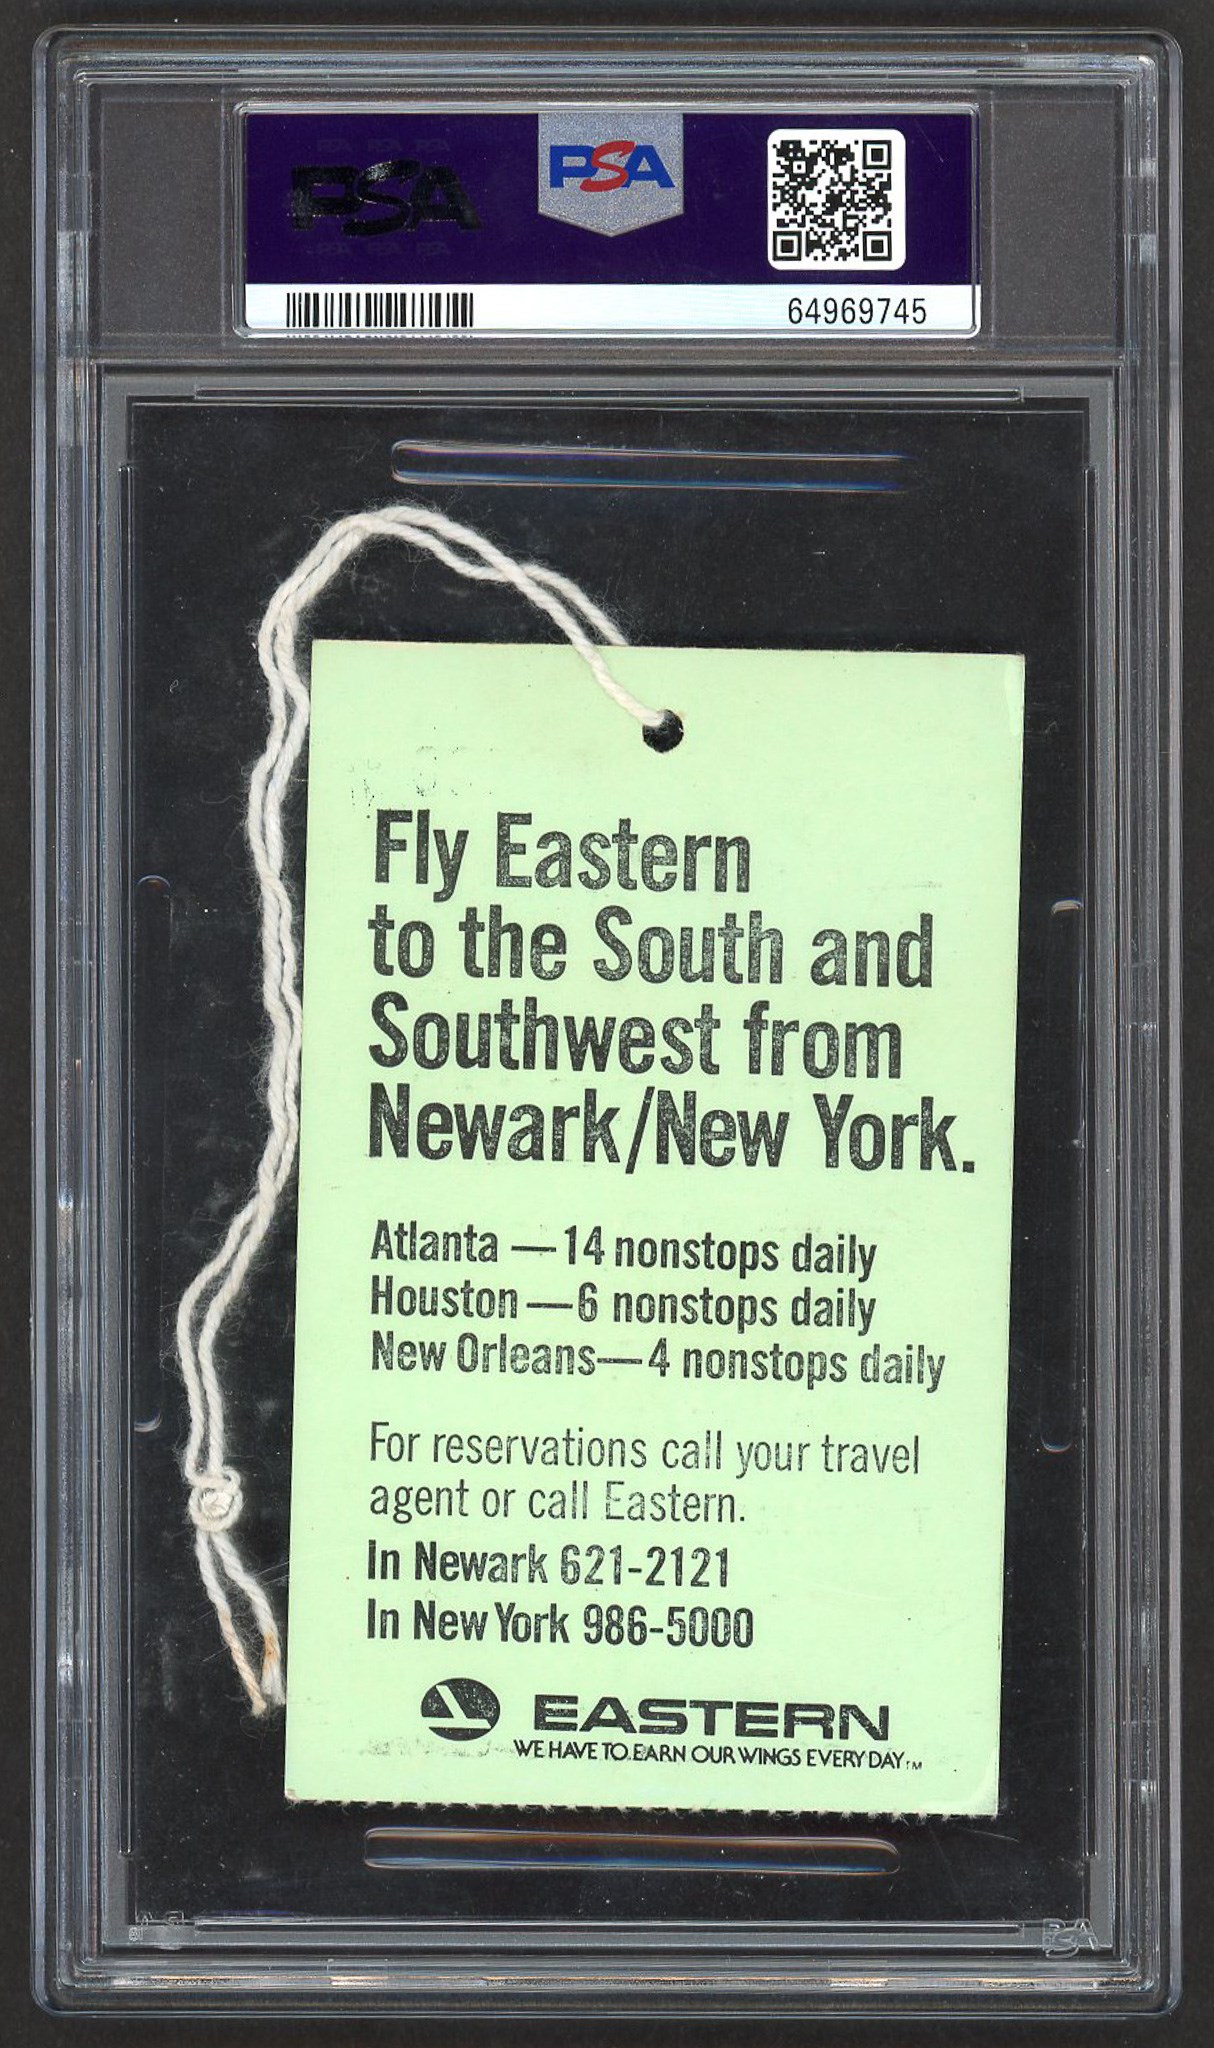 PSA
PSA
64969745
Fly Eastern
to the South and
Southwest from
Newark/New York.
Atlanta — 14 nonstops daily
Houston — 6 nonstops daily
New Orleans — 4 nonstops daily
For reservations call your travel
agent or call Eastern.
In Newark 621-2121
In New York 986-5000
EASTERN
WE HAVE TO EARN OUR WINGS EVERY DAY.™
PSA